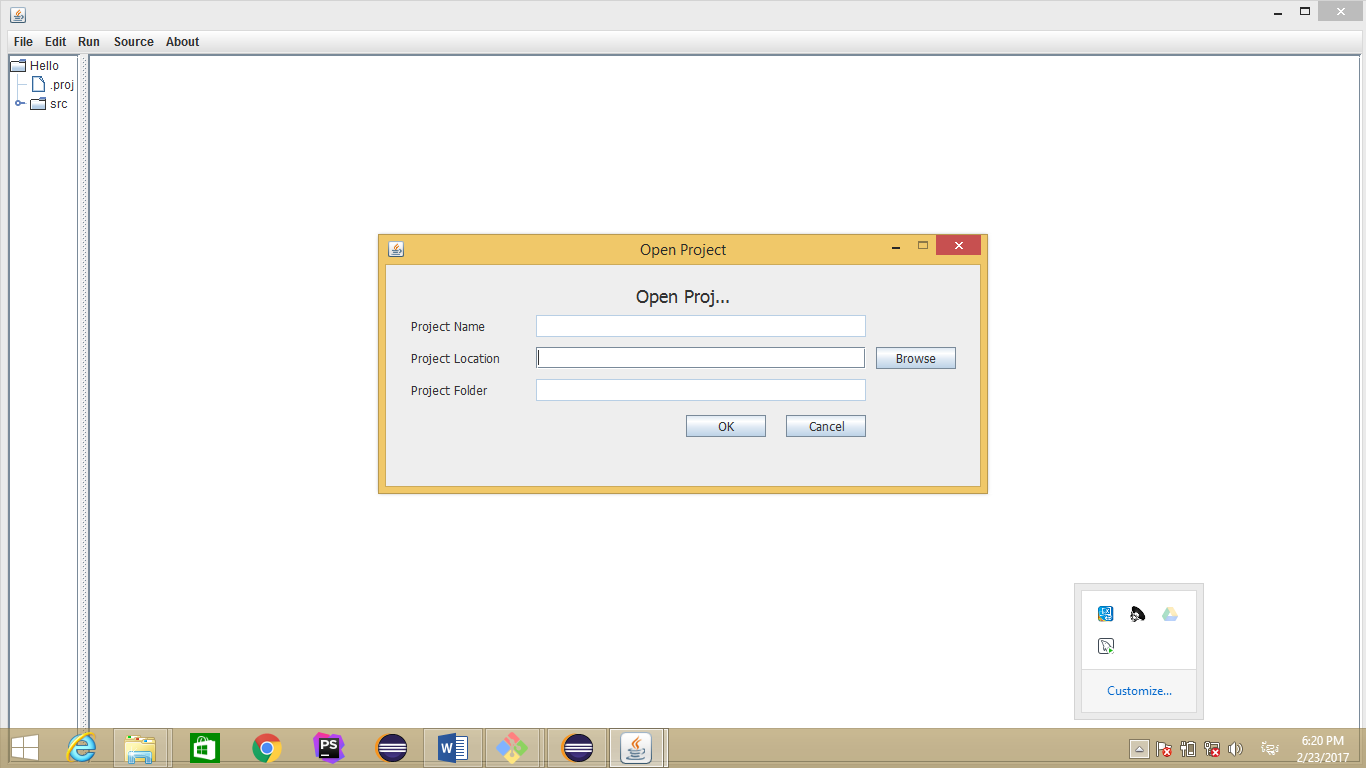 File Edit Run Source About
Hello
.proj
src
Open Project
Open Proj...
Project Name
Project Location
Browse
Project Folder
OK Cancel
Customize...
PS
W
6:20 PM
2/23/2017